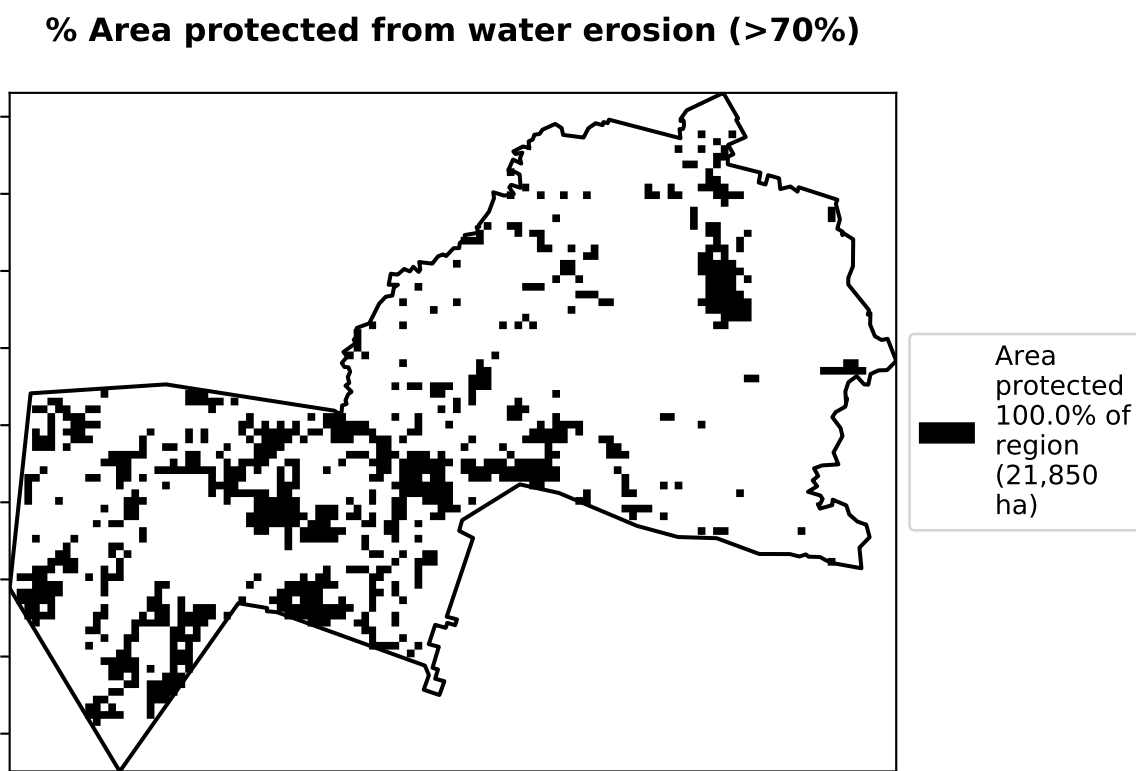 % Area protected from water erosion (>70%)
Area
protected
100.0% of
region
(21,850
ha)